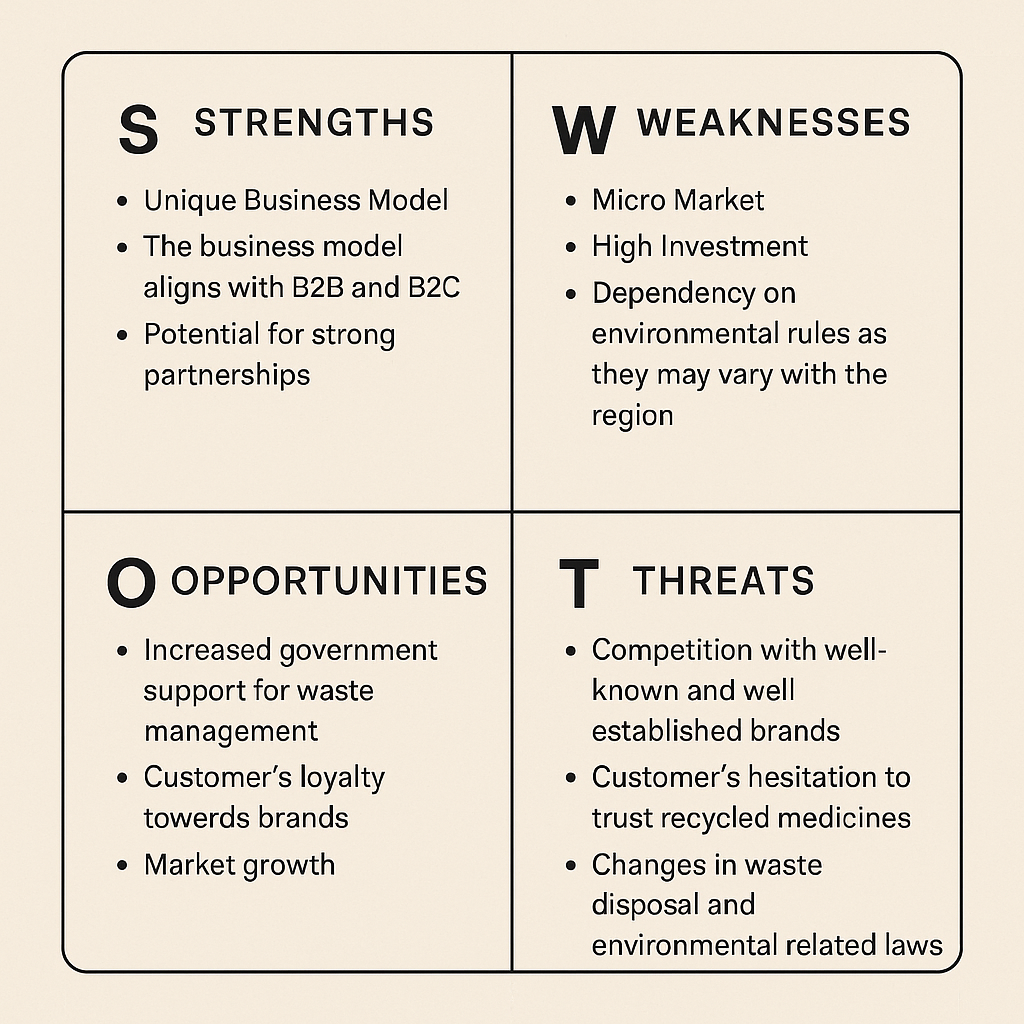 S STRENGTHS
• Unique Business Model
• The business model
aligns with B2B and B2C
• Potential for strong
partnerships
W WEAKNESSES
• Micro Market
• High Investment
• Dependency on
environmental rules as
they may vary with the
region
O OPPORTUNITIES
• Increased government
support for waste
management
• Customer’s loyalty
towerds brands
• Market growth
T THREATS
• Competition with well-
known and well
established brands
• Customer’s hesitation to
trust recycled medicines
• Changes in waste
disposal and
environmental related laws